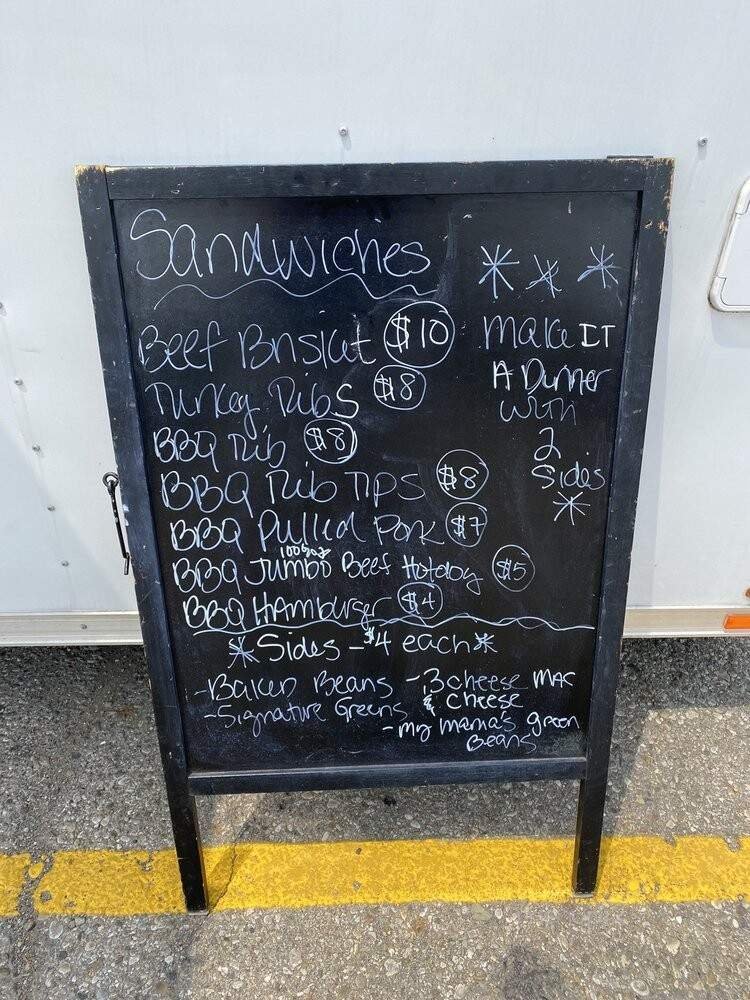 Sandwiches
* * *
Beef Brisket $10
Turkey Ribs $8
BBQ Rib $8
BBQ Rib TIPS $8
BBQ Pulled Pork $7
100%
BBQ JUMBO Beef Hotdog $5
BBQ HAmburger $4
Make IT
A Dinner
with
2
Sides
*
* Sides - $4 each *
- Baked Beans
- Signature Greens
- 3 cheese MAC
& cheese
- my mama's green
Beans